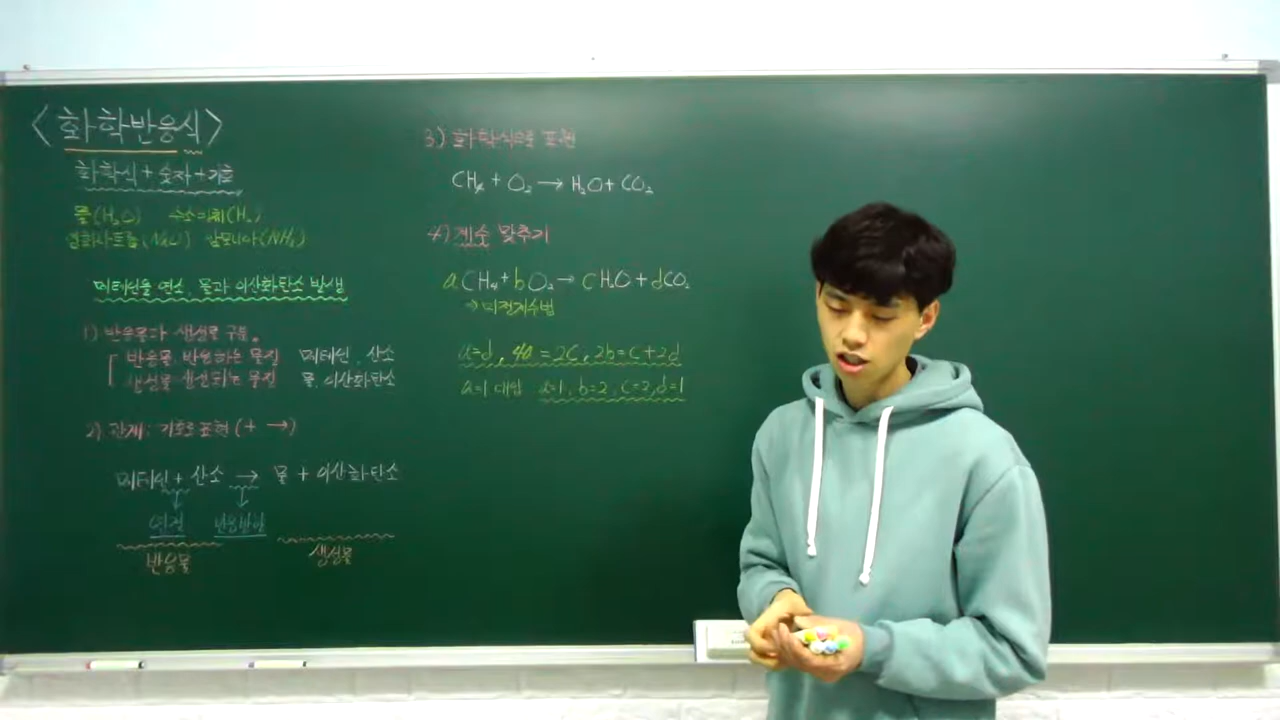 <화학반응식>
화학식+숫자+기호
물(H₂O) 수소기체(H₂)
염화나트륨(NaCl) 암모니아(NH₃)
메테인을 연소, 물과 이산화탄소 발생
1) 반응물과 생성물 구분.
반응물: 반응하는 물질 메테인, 산소
생성물: 생성되는 물질 물, 이산화탄소
2) 관계: 기호로 표현(+ →)
메테인 + 산소 → 물 + 이산화탄소
연결 반응방향
반응물 생성물
3) 화학식으로 표현
CH₄ + O₂ → H₂O + CO₂
4) 계수 맞추기
aCH₄ + bO₂ → cH₂O + dCO₂
→ 미정계수법
a=d, 4a=2c, 2b=c+2d
a=1 대입 a=1, b=2, c=2, d=1